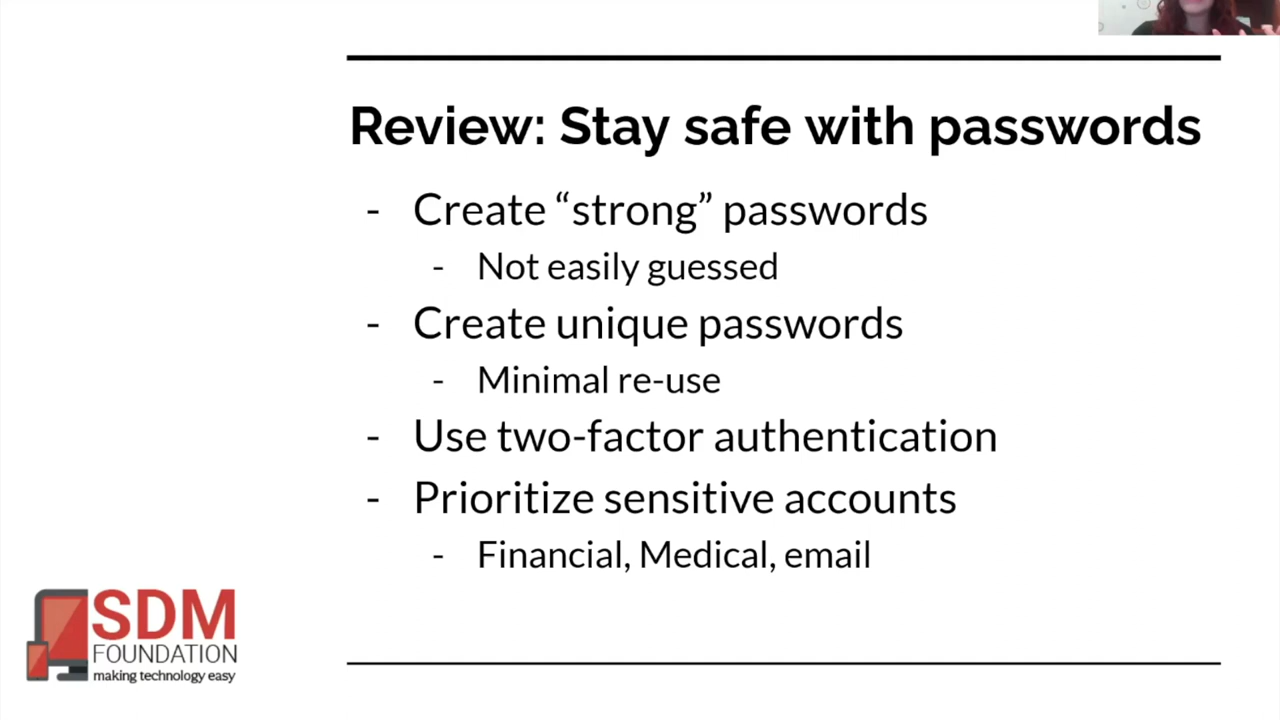 Review: Stay safe with passwords
- Create “strong” passwords
- Not easily guessed
- Create unique passwords
- Minimal re-use
- Use two-factor authentication
- Prioritize sensitive accounts
- Financial, Medical, email
SDM
FOUNDATION
making technology easy